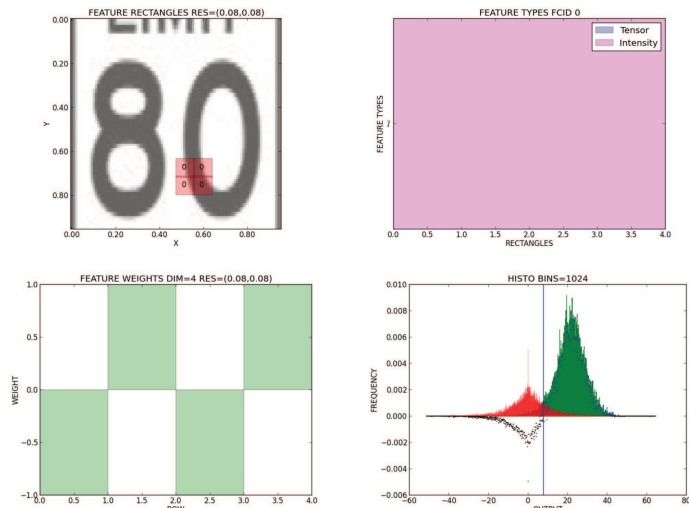 FEATURE RECTANGLES RES=(0.08,0.08)
0.00
0.20
0.40
0.60
0.80
Y
80
0 0
0 0
0.00 0.20 0.40 0.60 0.80
X
FEATURE TYPES FCID 0
Tensor
Intensity
FEATURE TYPES
7
0.0 0.5 1.0 1.5 2.0 2.5 3.0 3.5 4.0
RECTANGLES
FEATURE WEIGHTS DIM=4 RES=(0.08,0.08)
1.0
0.5
0.0
−0.5
−1.0
WEIGHT
0.0 0.5 1.0 1.5 2.0 2.5 3.0 3.5 4.0
HISTO BINS=1024
0.010
0.008
0.006
0.004
0.002
0.000
−0.002
−0.004
−0.006
FREQUENCY
−60 −40 −20 0 20 40 60 80
OUTPUT